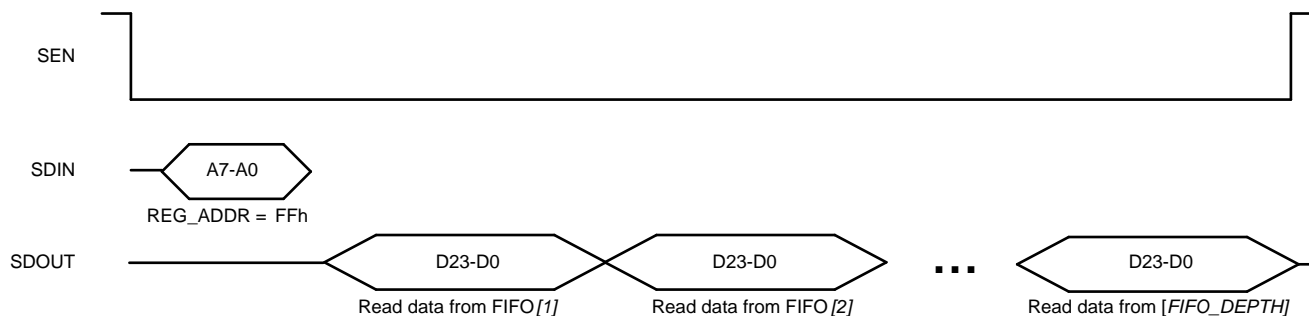 SEN
SDIN
A7-A0
REG_ADDR = FFh
SDOUT
D23-D0
D23-D0
...
D23-D0
Read data from FIFO[1]
Read data from FIFO[2]
Read data from [FIFO_DEPTH]